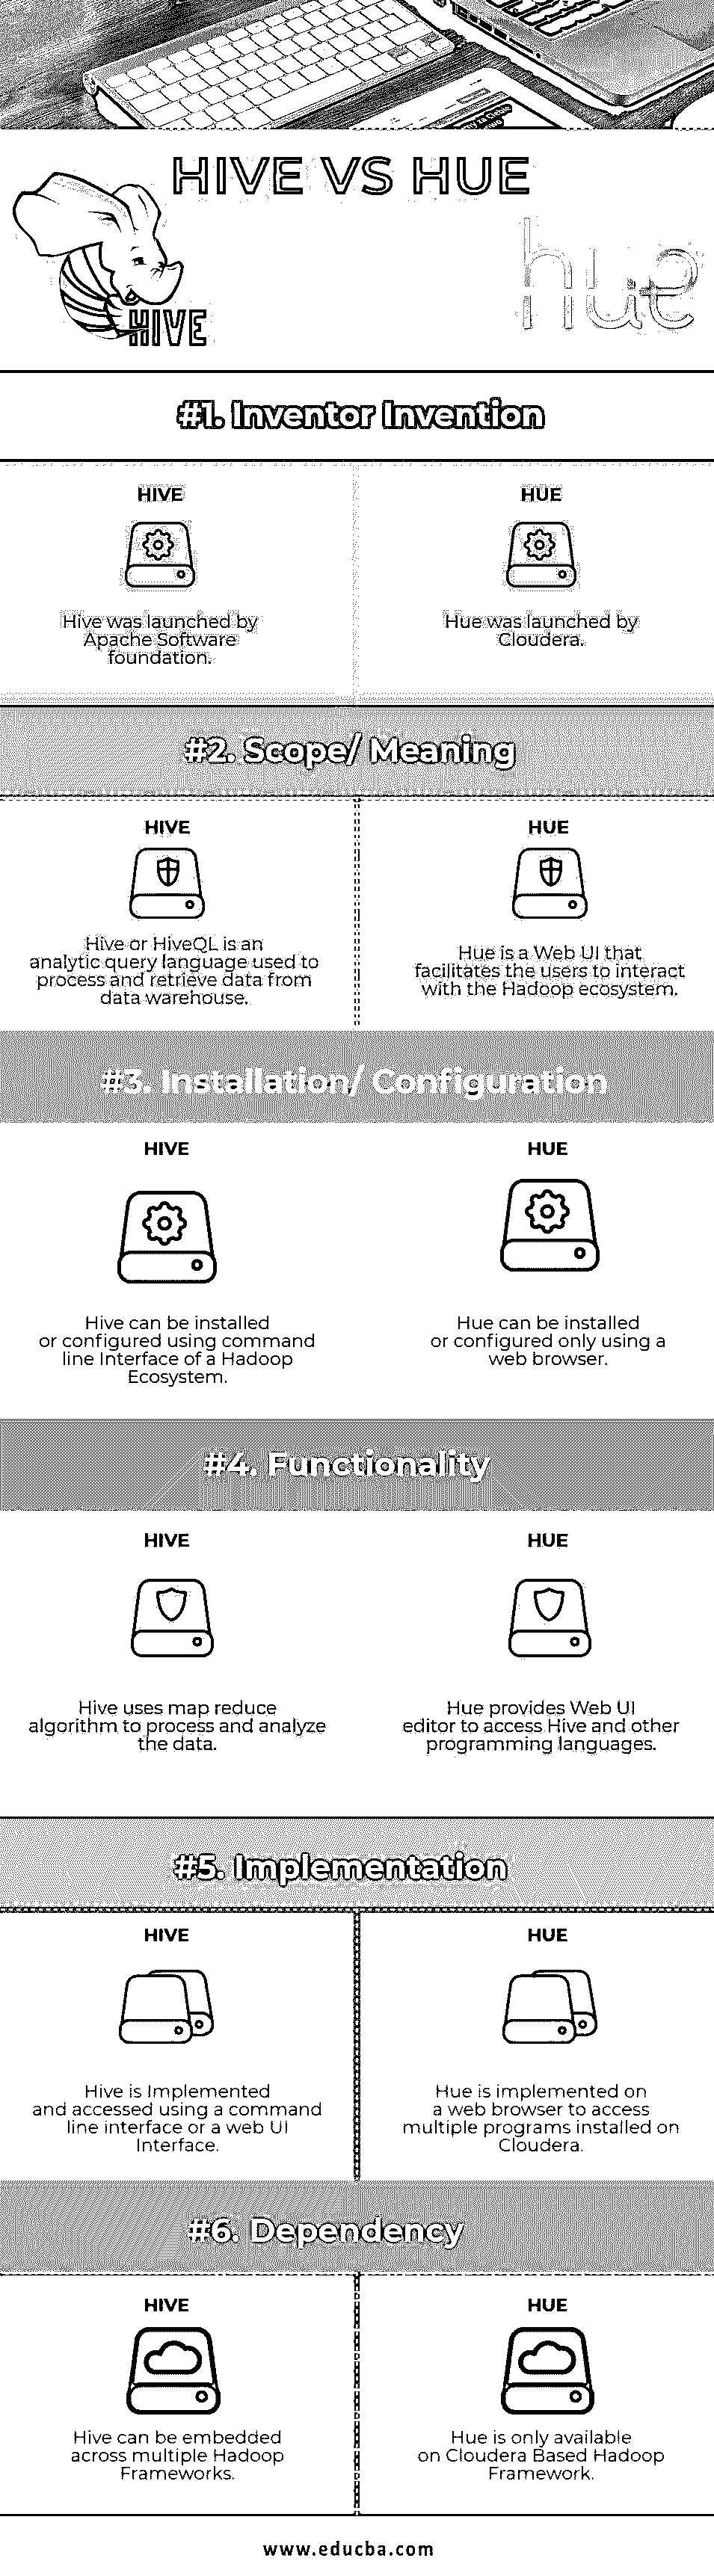 HIVE VS HUE
HIVE
hue
#1. Inventor Invention
HIVE
Hive was launched by
Apache Software
foundation.
HUE
Hue was launched by
Cloudera.
#2. Scope/ Meaning
HIVE
Hive or HiveQL is an
analytic query language used to
process and retrieve data from
data warehouse.
HUE
Hue is a Web UI that
facilitates the users to interact
with the Hadoop ecosystem.
#3. Installation/ Configuration
HIVE
Hive can be installed
or configured using command
line Interface of a Hadoop
Ecosystem.
HUE
Hue can be installed
or configured only using a
web browser.
#4. Functionality
HIVE
Hive uses map reduce
algorithm to process and analyze
the data.
HUE
Hue provides Web UI
editor to access Hive and other
programming languages.
#5. Implementation
HIVE
Hive is Implemented
and accessed using a command
line interface or a web UI
Interface.
HUE
Hue is implemented on
a web browser to access
multiple programs installed on
Cloudera.
#6. Dependency
HIVE
Hive can be embedded
across multiple Hadoop
Frameworks.
HUE
Hue is only available
on Cloudera Based Hadoop
Framework.
www.educba.com